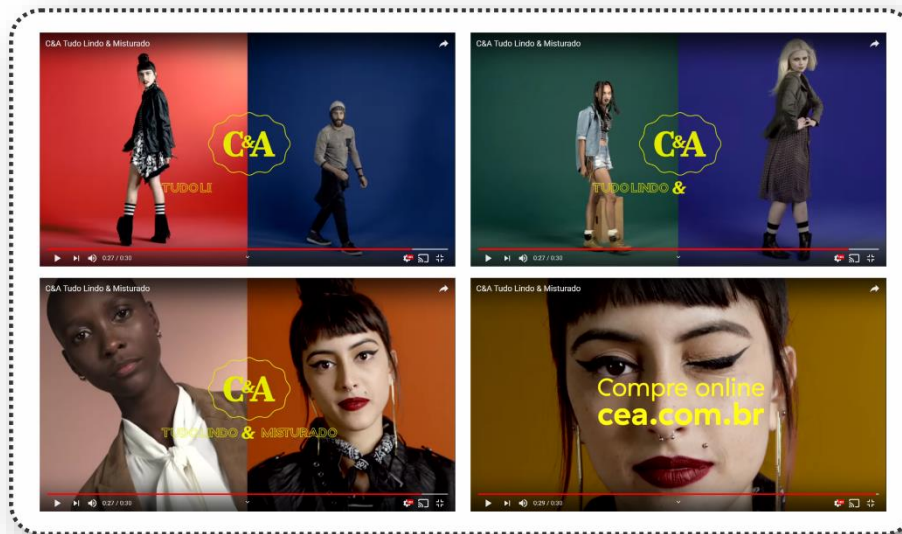 C&A Tudo Lindo & Misturado
C&A
TUDO LI
0:27 / 0:30
C&A Tudo Lindo & Misturado
C&A
TUDO LINDO &
0:27 / 0:30
C&A Tudo Lindo & Misturado
C&A
TUDO LINDO & MISTURADO
0:27 / 0:30
C&A Tudo Lindo & Misturado
Compre online
cea.com.br
0:29 / 0:30